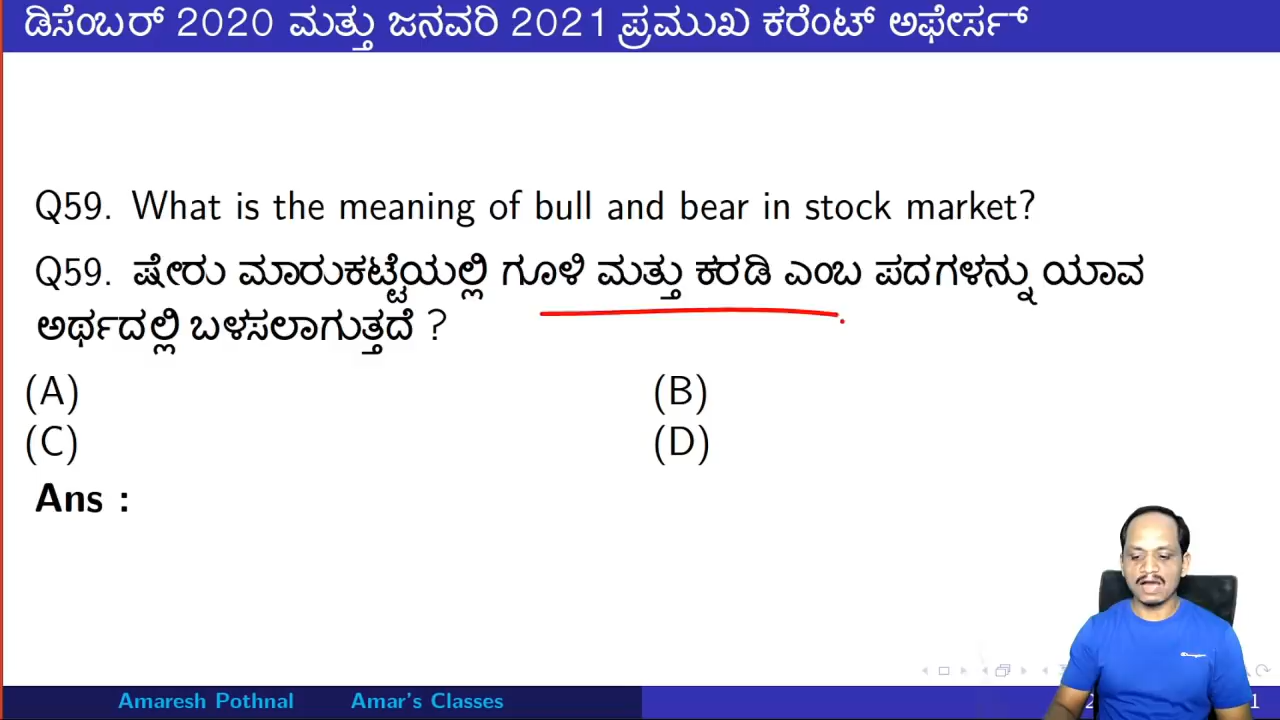 ಡಿಸೆಂಬರ್ 2020 ಮತ್ತು ಜನವರಿ 2021 ಪ್ರಮುಖ ಕರೆಂಟ್ ಅಫೇರ್ಸ್
Q59. What is the meaning of bull and bear in stock market?
Q59. ಷೇರು ಮಾರುಕಟ್ಟೆಯಲ್ಲಿ ಗೂಳಿ ಮತ್ತು ಕರಡಿ ಎಂಬ ಪದಗಳನ್ನು ಯಾವ
ಅರ್ಥದಲ್ಲಿ ಬಳಸಲಾಗುತ್ತದೆ ?
(A) (B)
(C) (D)
Ans :
Amaresh Pothnal Amar's Classes